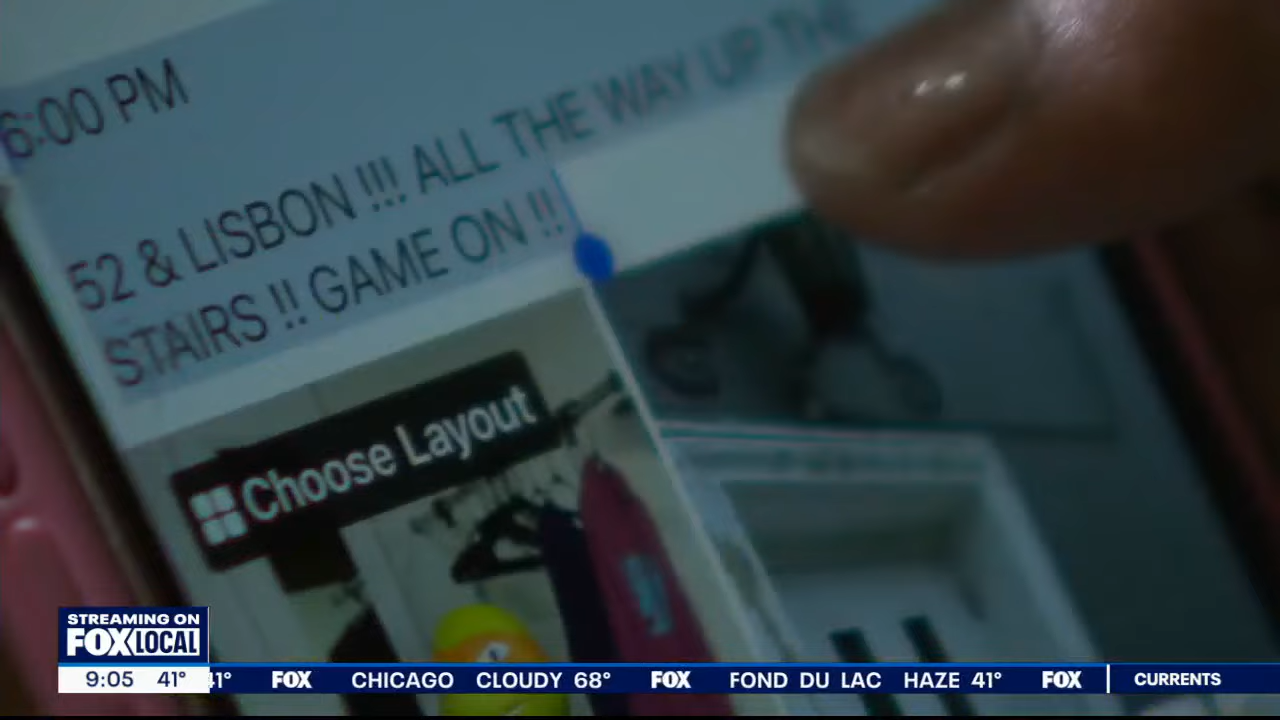 6:00 PM
52 & LISBON !!! ALL THE WAY UP THE
STAIRS !! GAME ON !!
Choose Layout
STREAMING ON
FOX LOCAL
9:05 41° 41° FOX CHICAGO CLOUDY 68° FOX FOND DU LAC HAZE 41° FOX CURRENTS